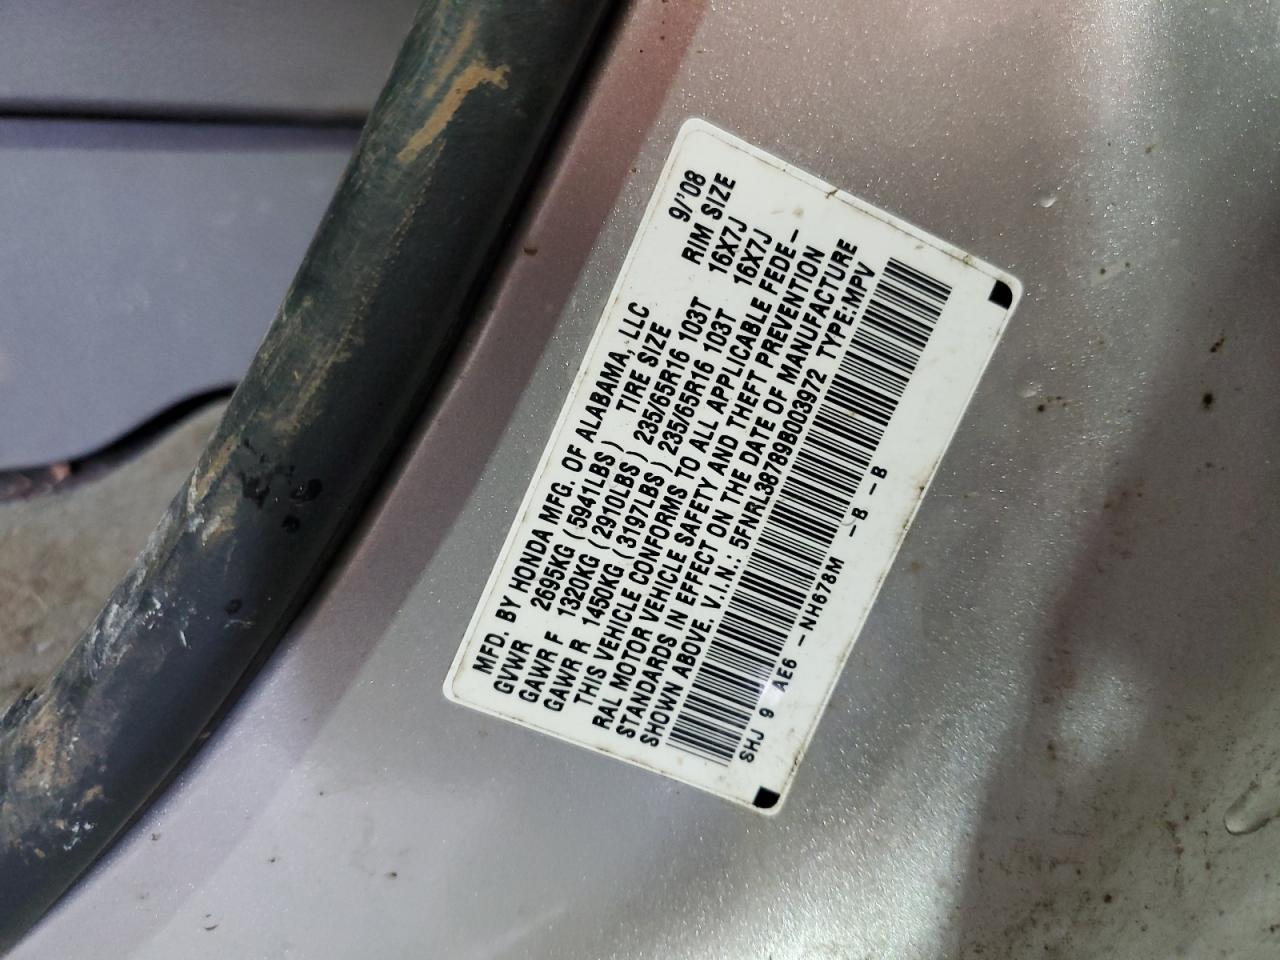 MFD. BY HONDA MFG. OF ALABAMA, LLC 9/'08
GVWR 2695KG (5941LBS) TIRE SIZE RIM SIZE
GAWR F 1320KG (2910LBS) 235/65R16 103T 16X7J
GAWR R 1450KG (3197LBS) 235/65R16 103T 16X7J
THIS VEHICLE CONFORMS TO ALL APPLICABLE FEDE-
RAL MOTOR VEHICLE SAFETY AND THEFT PREVENTION
STANDARDS IN EFFECT ON THE DATE OF MANUFACTURE
SHOWN ABOVE. V.I.N.: 5FNRL38789B003972 TYPE:MPV
SHJ 9 AE6 -NH678M -B -B